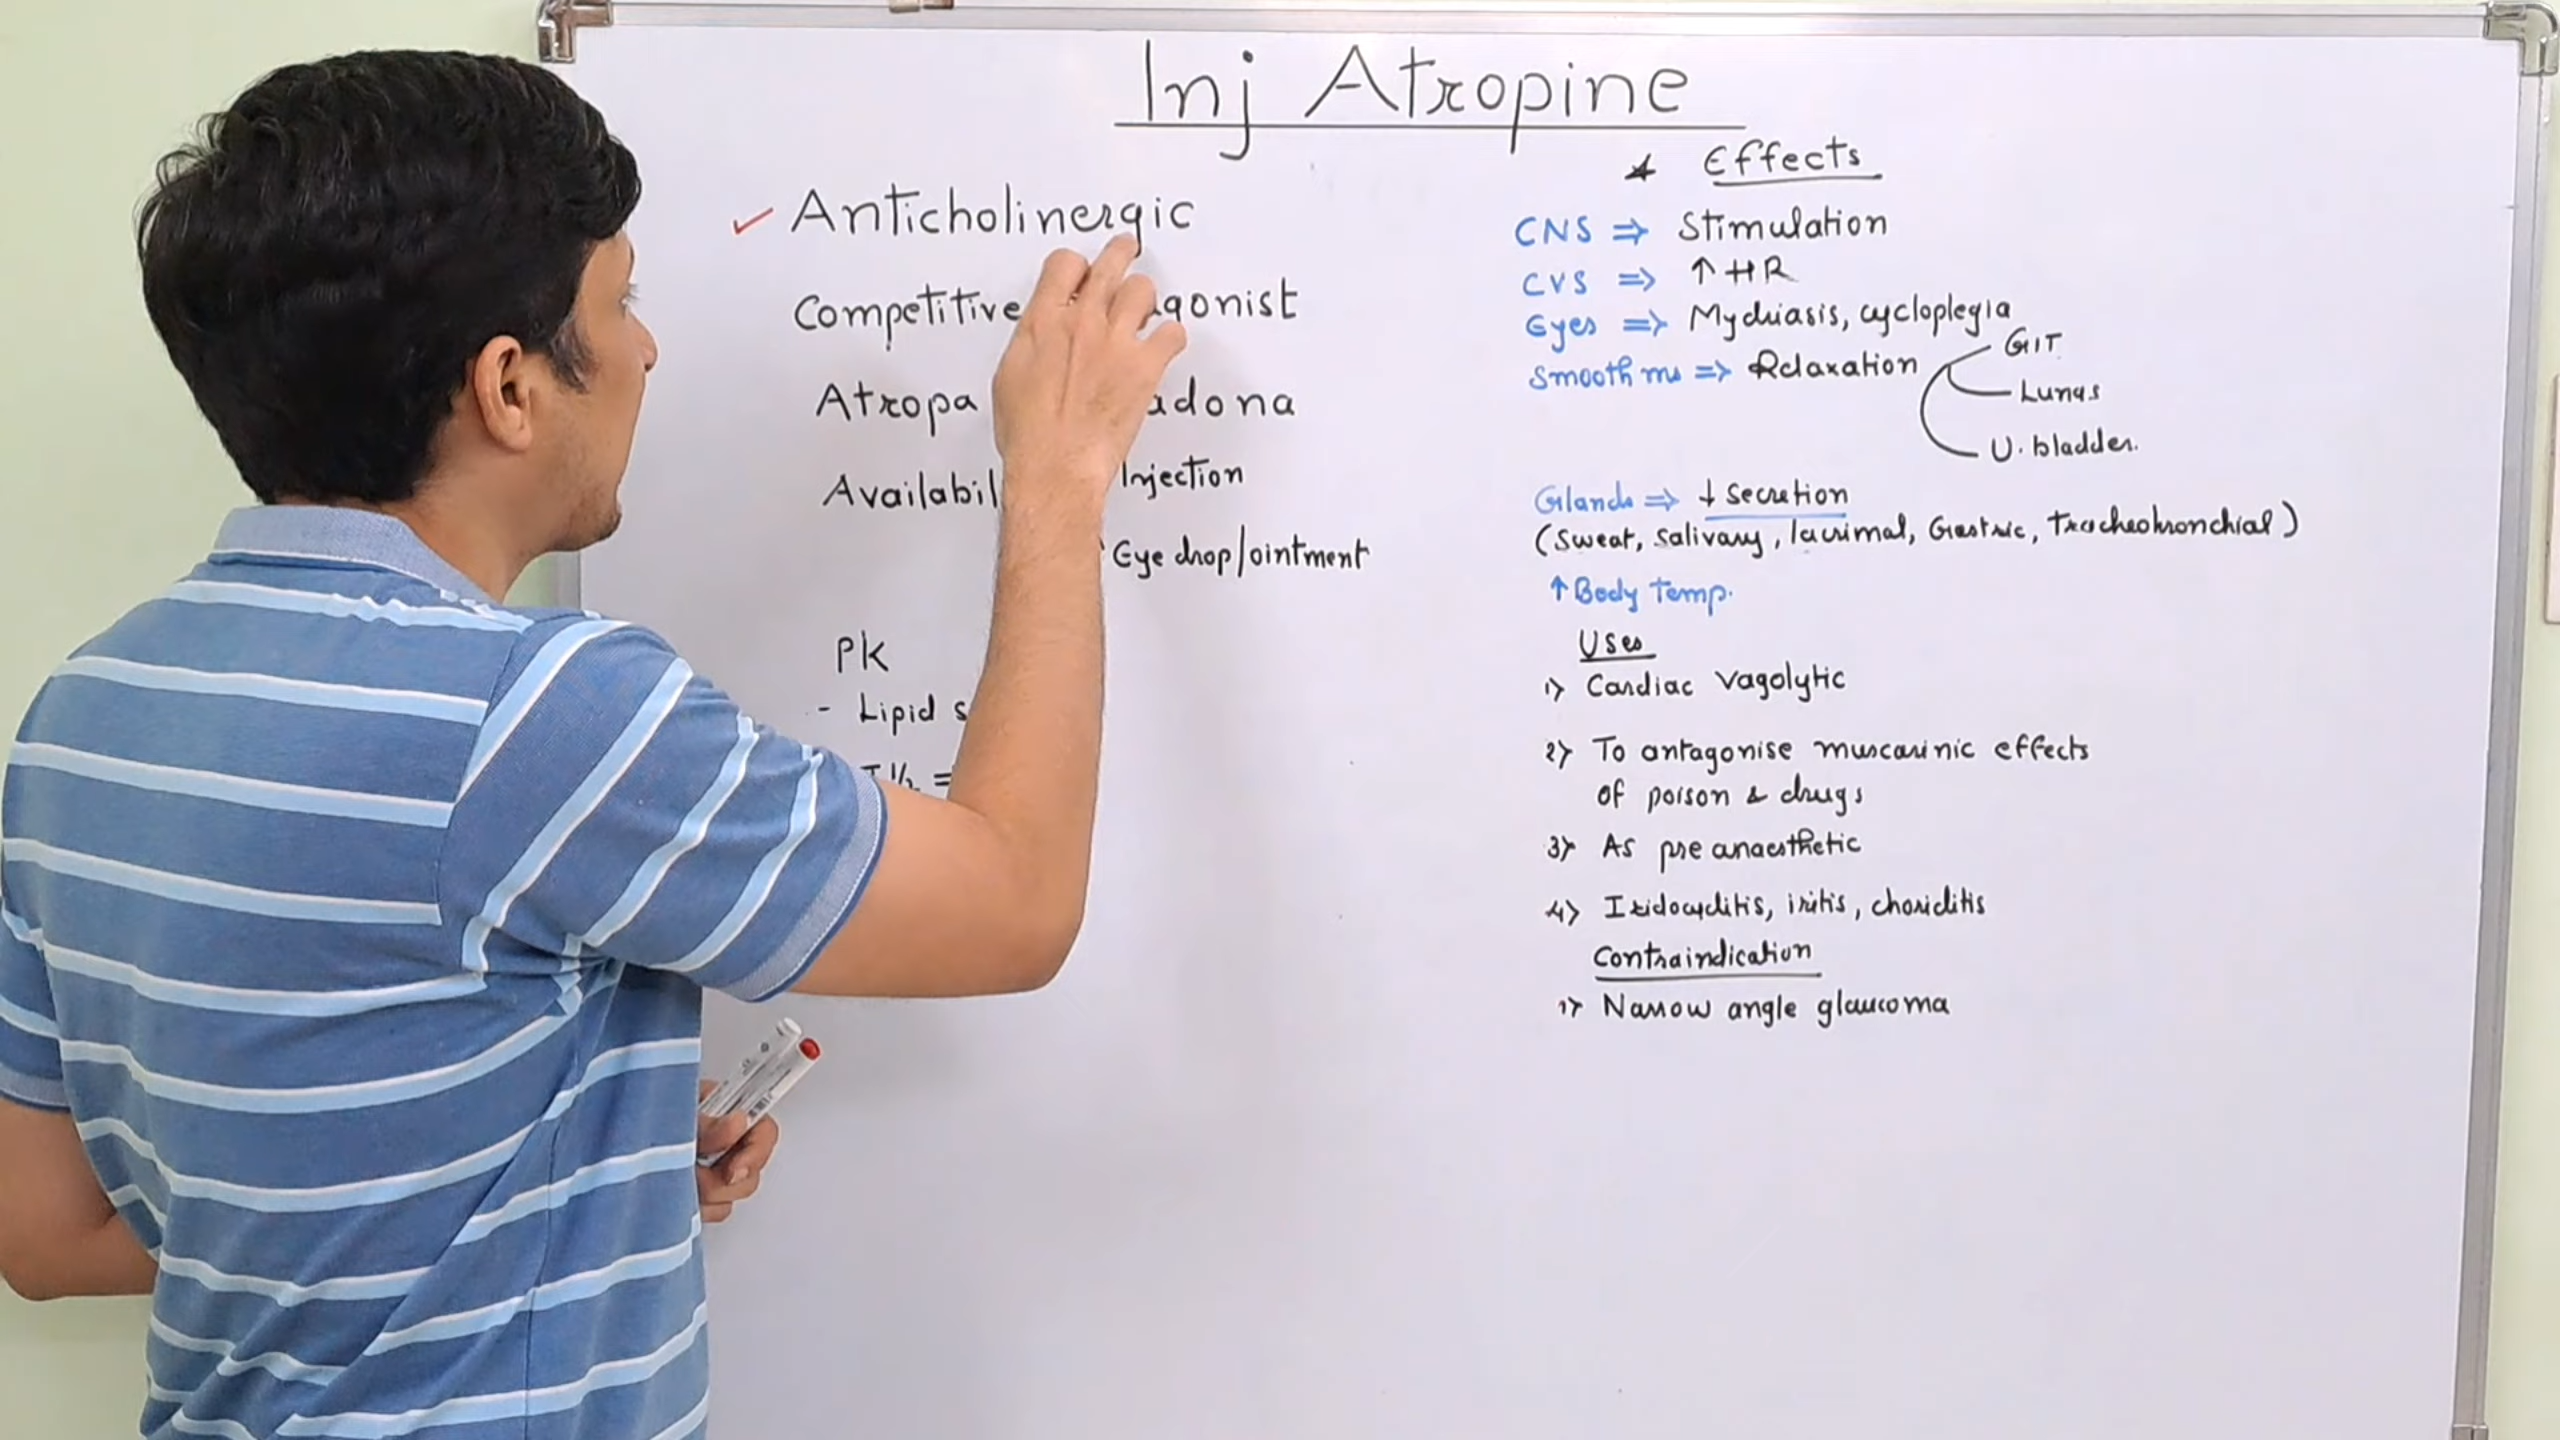 Inj Atropine
Anticholinergic
Competitive agonist
Atropa adona
Availabil Injection
Eye drop/ointment
PK
- Lipid s
T½ =
Effects
CNS ⇒ Stimulation
CVS ⇒ ↑ HR
Eyes ⇒ Mydriasis, cycloplegia
Smooth ms ⇒ Relaxation
GIT
Lungs
U. bladder.
Glands ⇒ ↓ secretion
(Sweat, salivary, lacrimal, Gastric, Tracheobronchial)
↑ Body Temp.
Uses
1) Cardiac vagolytic
2) To antagonise muscarinic effects
of poison & drugs
3) As pre anaesthetic
4) Iridocyclitis, iritis, choriditis
Contraindication
1) Narrow angle glaucoma